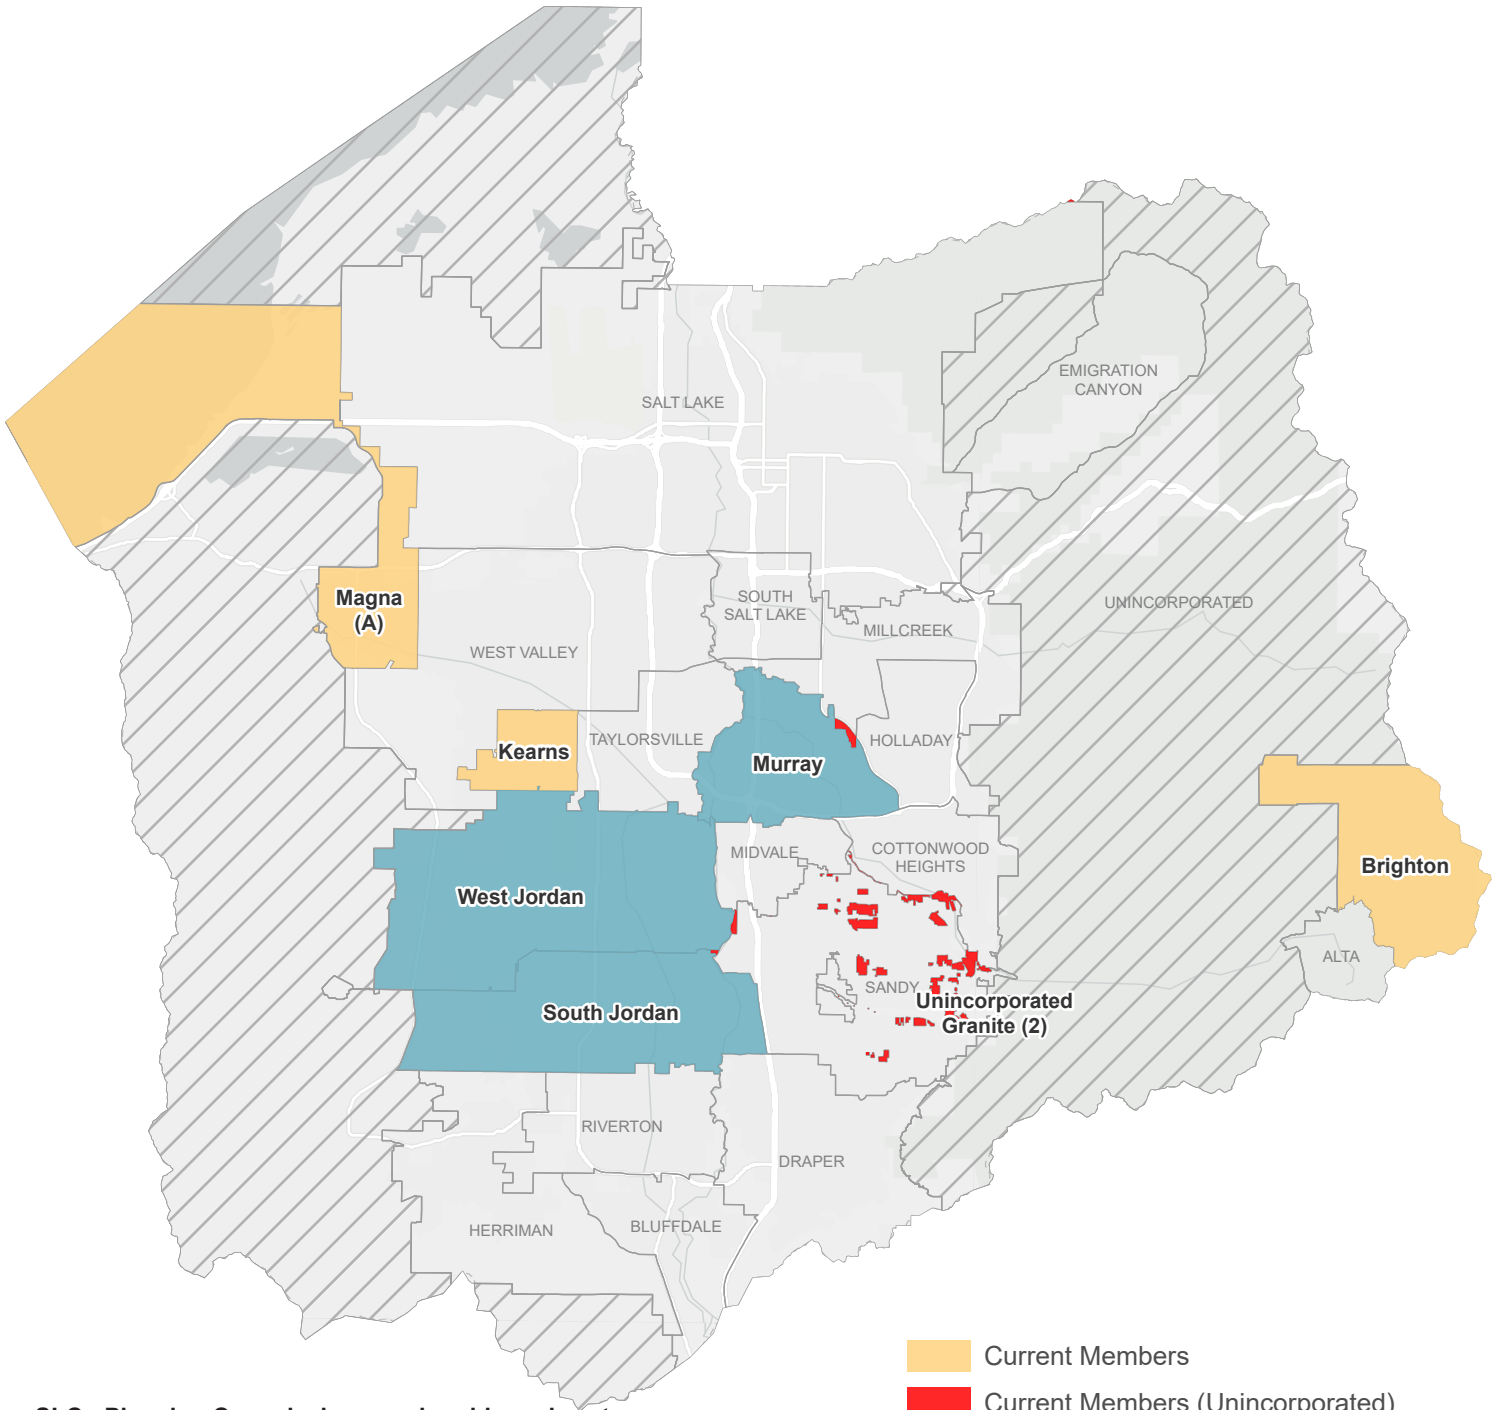 EMIGRATION
CANYON
SALT LAKE
Magna
(A)
SOUTH
SALT LAKE
UNINCORPORATED
MILLCREEK
WEST VALLEY
TAYLORSVILLE
HOLLADAY
Kearns
Murray
MIDVALE
COTTONWOOD
HEIGHTS
Brighton
West Jordan
ALTA
SANDY
Unincorporated
Granite (2)
South Jordan
RIVERTON
DRAPER
HERRIMAN
BLUFFDALE
Current Members
Current Members (Unincorporated)